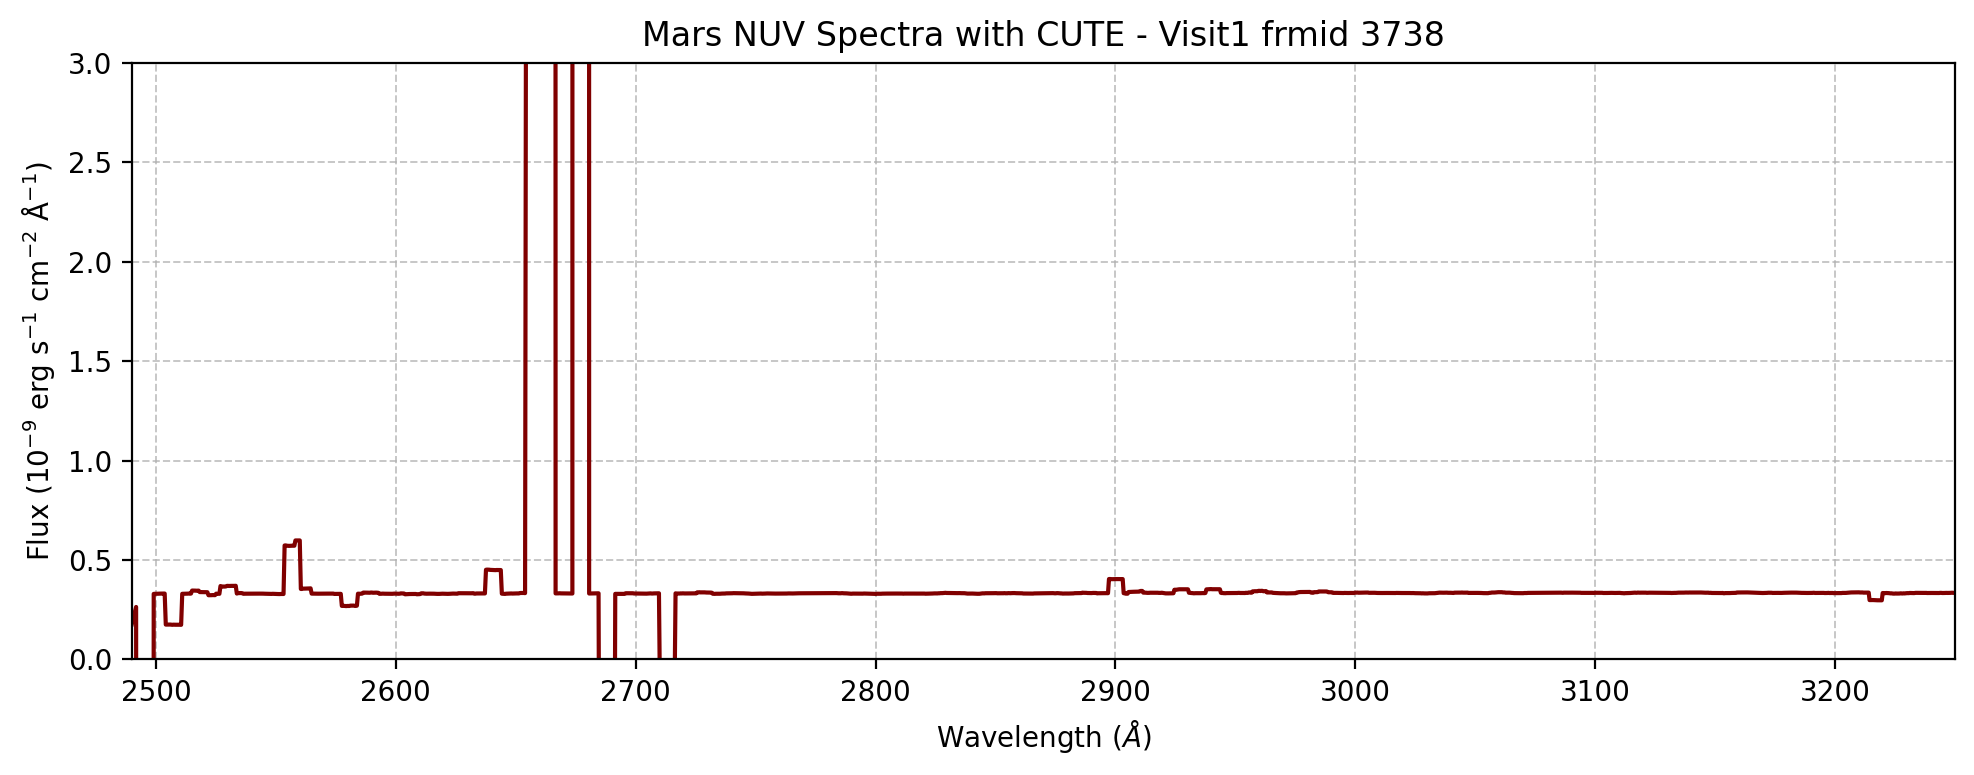 Mars NUV Spectra with CUTE - Visit1 frmid 3738
3.0
2.5
2.0
1.5
1.0
0.5
0.0
Flux (10⁻⁹ erg s⁻¹ cm⁻² Å⁻¹)
2500 2600 2700 2800 2900 3000 3100 3200
Wavelength (Å)